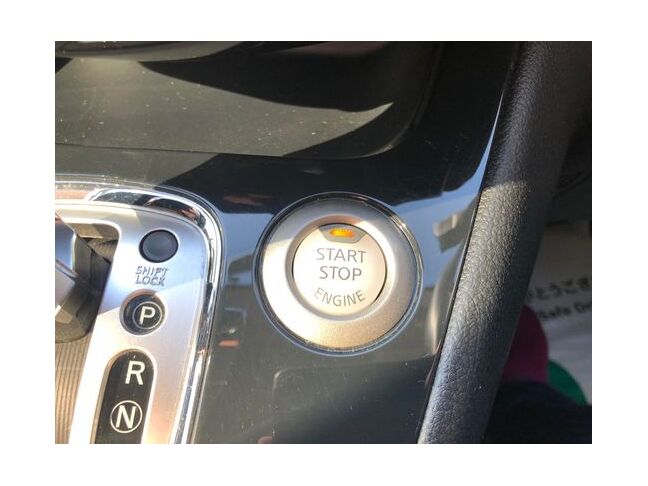 START
STOP
ENGINE
SHIFT
LOCK
P
R
N